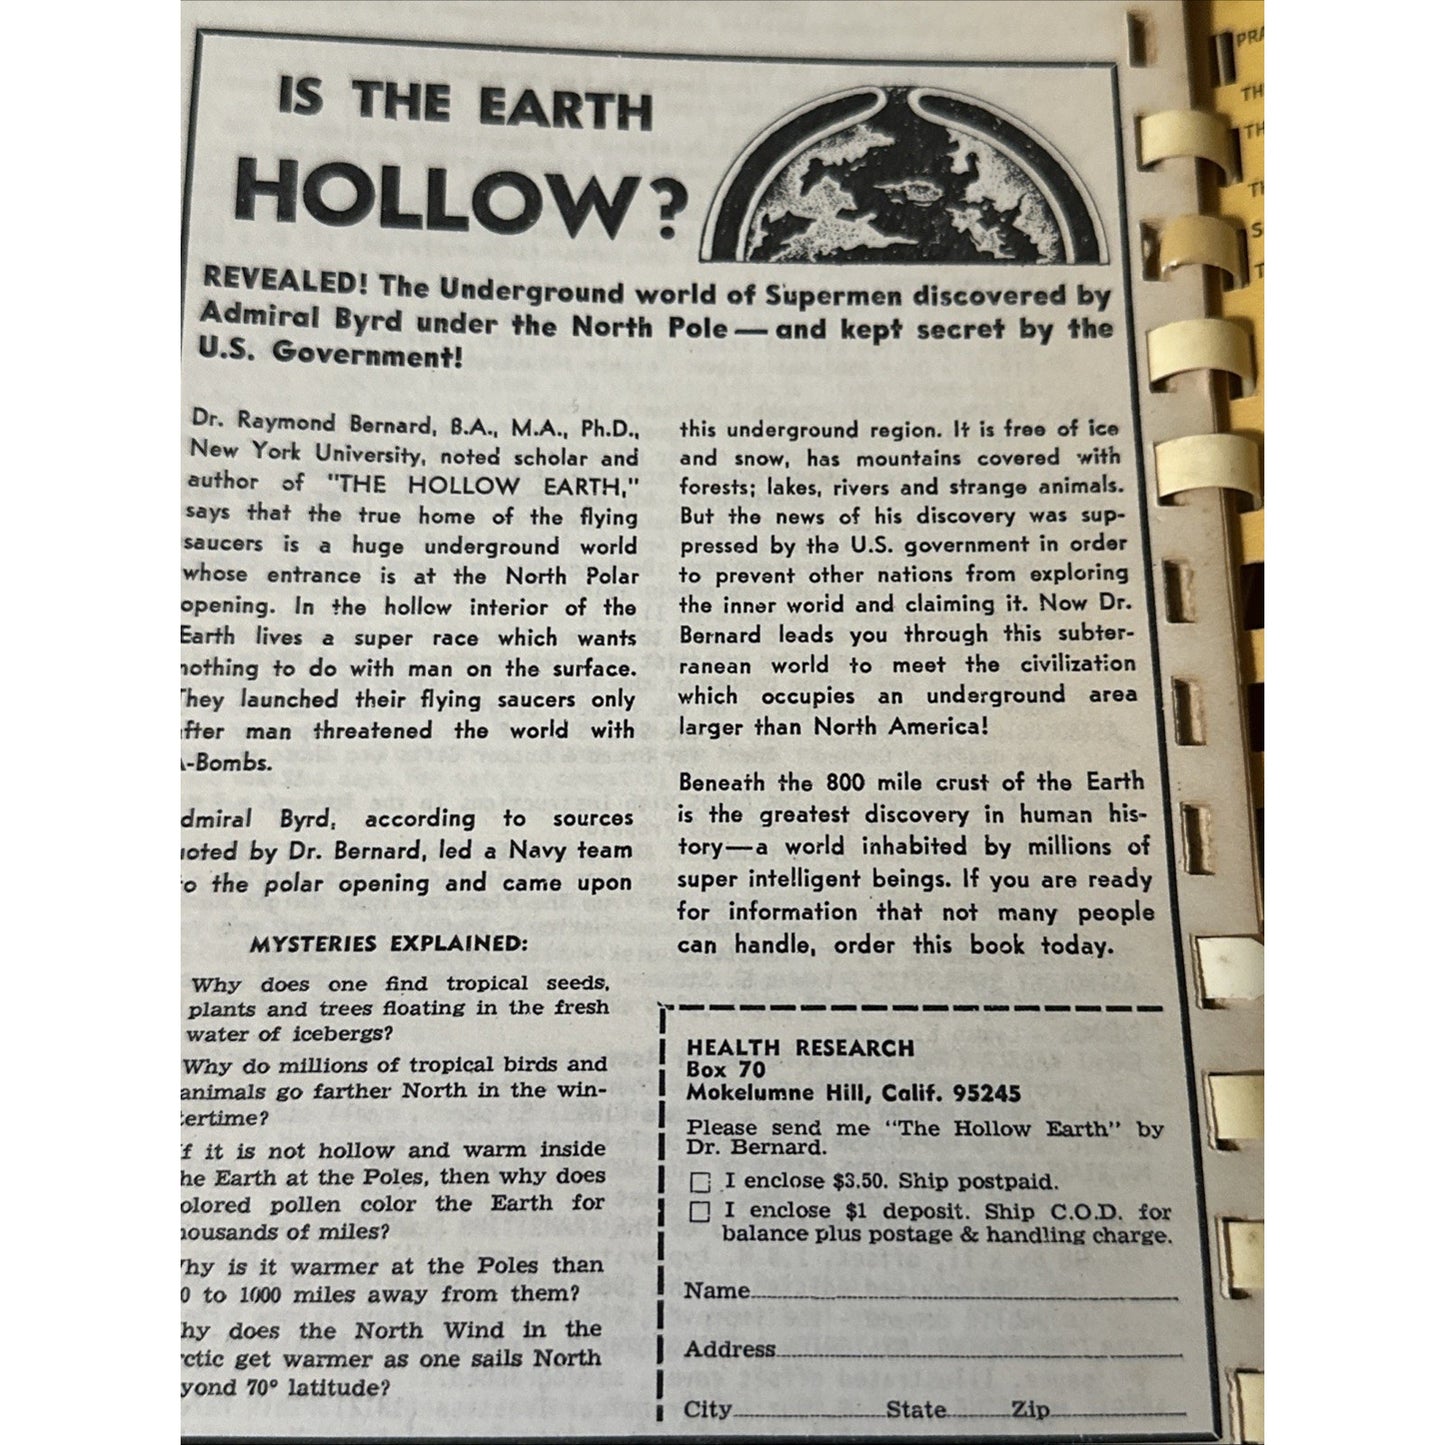 IS THE EARTH
HOLLOW?
REVEALED! The Underground world of Supermen discovered by
Admiral Byrd under the North Pole — and kept secret by the
U.S. Government!
Dr. Raymond Bernard, B.A., M.A., Ph.D.,
New York University, noted scholar and
author of "THE HOLLOW EARTH,"
says that the true home of the flying
saucers is a huge underground world
whose entrance is at the North Polar
opening. In the hollow interior of the
Earth lives a super race which wants
nothing to do with man on the surface.
They launched their flying saucers only
after man threatened the world with
A-Bombs.
dmiral Byrd, according to sources
oted by Dr. Bernard, led a Navy team
o the polar opening and came upon
MYSTERIES EXPLAINED:
Why does one find tropical seeds,
plants and trees floating in the fresh
water of icebergs?
Why do millions of tropical birds and
animals go farther North in the win-
tertime?
f it is not hollow and warm inside
he Earth at the Poles, then why does
olored pollen color the Earth for
housands of miles?
Why is it warmer at the Poles than
0 to 1000 miles away from them?
hy does the North Wind in the
rctic get warmer as one sails North
yond 70° latitude?
this underground region. It is free of ice
and snow, has mountains covered with
forests; lakes, rivers and strange animals.
But the news of his discovery was sup-
pressed by the U.S. government in order
to prevent other nations from exploring
the inner world and claiming it. Now Dr.
Bernard leads you through this subter-
ranean world to meet the civilization
which occupies an underground area
larger than North America!
Beneath the 800 mile crust of the Earth
is the greatest discovery in human his-
tory—a world inhabited by millions of
super intelligent beings. If you are ready
for information that not many people
can handle, order this book today.
HEALTH RESEARCH
Box 70
Mokelumne Hill, Calif. 95245
Please send me "The Hollow Earth" by
Dr. Bernard.
I enclose $3.50. Ship postpaid.
I enclose $1 deposit. Ship C.O.D. for
balance plus postage & handling charge.
Name
Address
City State Zip
PRA
TH
TH
TH
S
T